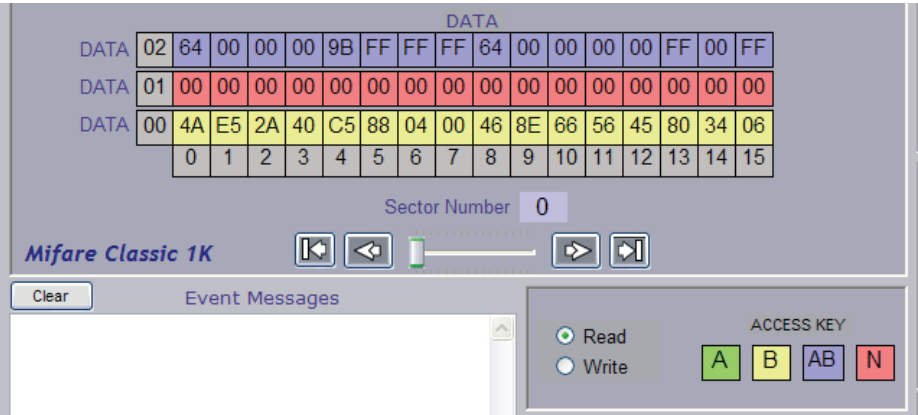 DATA
DATA 02 64 00 00 00 9B FF FF FF 64 00 00 00 00 FF 00 FF
DATA 01 00 00 00 00 00 00 00 00 00 00 00 00 00 00 00 00
DATA 00 4A E5 2A 40 C5 88 04 00 46 8E 66 56 45 80 34 06
0 1 2 3 4 5 6 7 8 9 10 11 12 13 14 15
Sector Number 0
Mifare Classic 1K
Clear Event Messages
ACCESS KEY
Read
Write
A B AB N